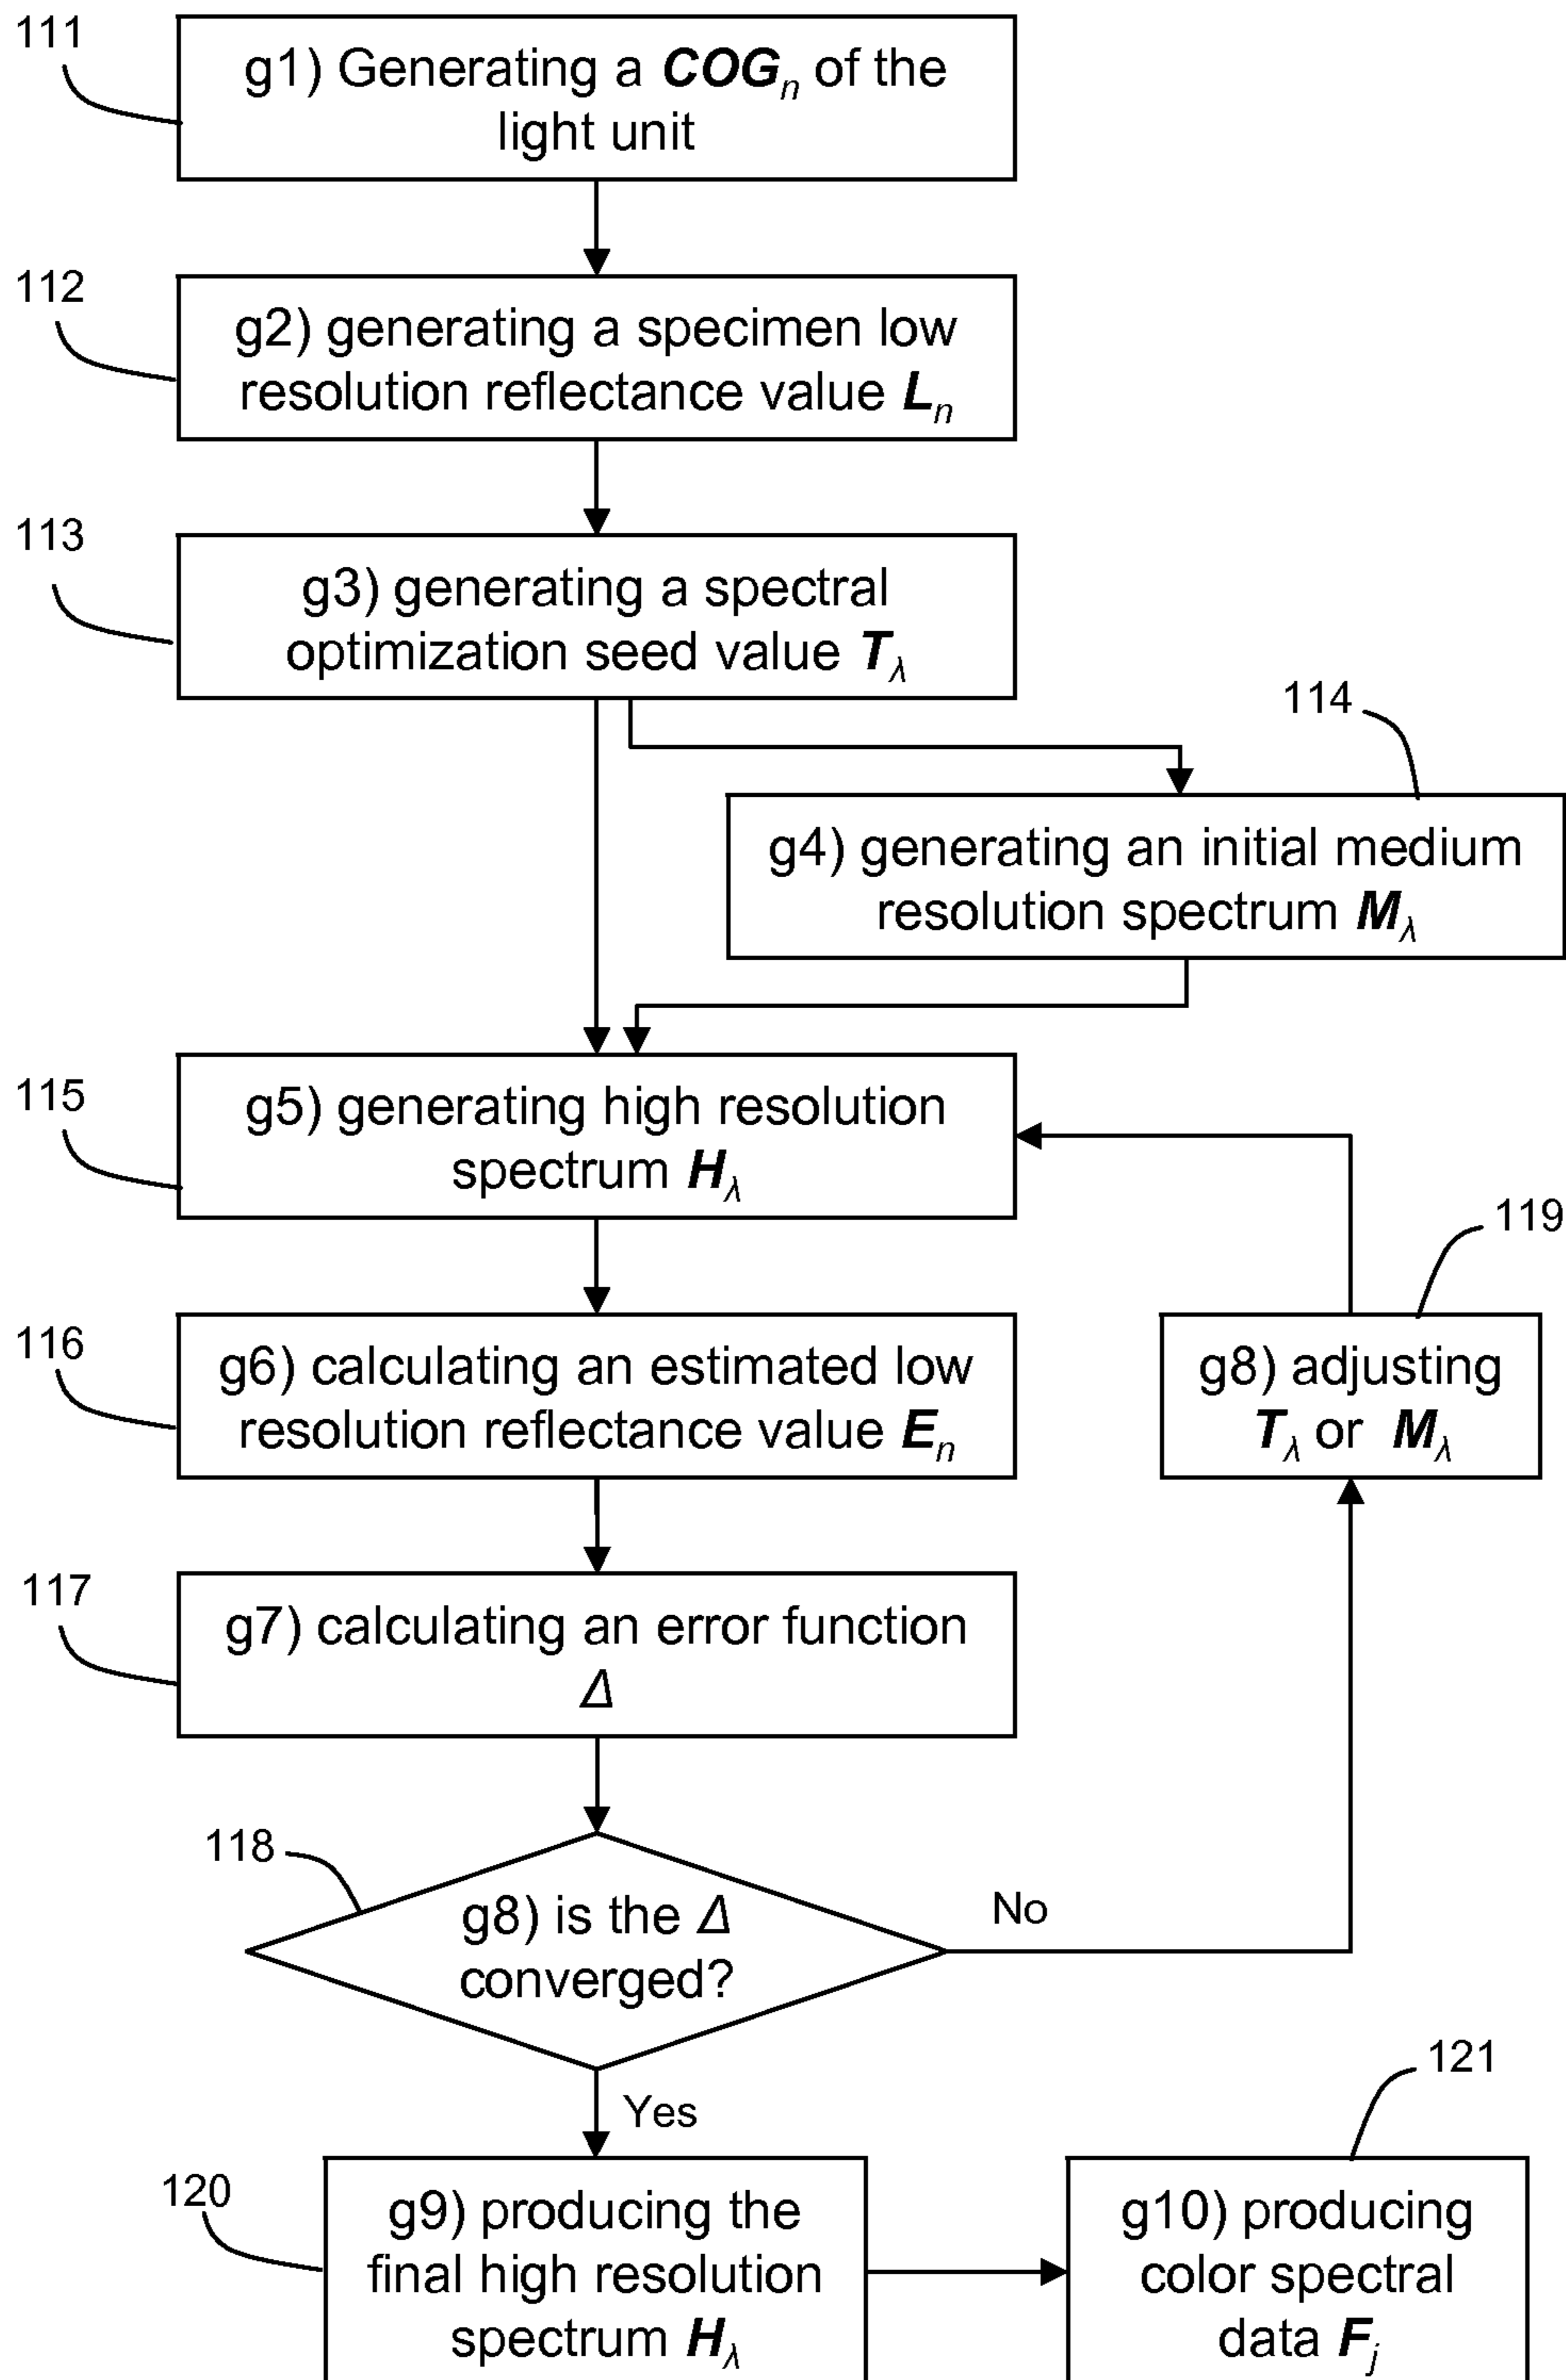 111
g1) Generating a COGn of the
light unit
112
g2) generating a specimen low
resolution reflectance value Ln
113
g3) generating a spectral
optimization seed value Tλ
114
g4) generating an initial medium
resolution spectrum Mλ
115
g5) generating high resolution
spectrum Hλ
119
116
g6) calculating an estimated low
resolution reflectance value En
g8) adjusting
Tλ or Mλ
117
g7) calculating an error function
Δ
118
g8) is the Δ
converged?
No
Yes
121
120
g9) producing the
final high resolution
spectrum Hλ
g10) producing
color spectral
data Fj